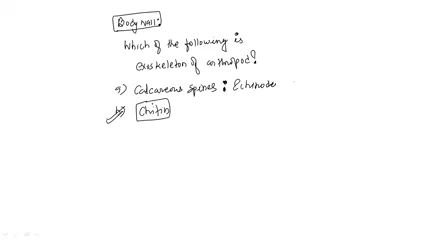 Body Wall:
Which of the following is
Exoskeleton of arthropod?
a) Calcareous Spines : Echinode
b) Chitin